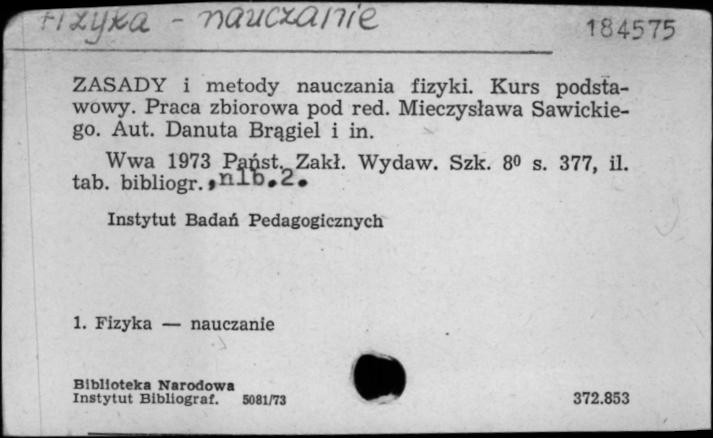 Fizyka - nauczanie
184575
ZASADY i metody nauczania fizyki. Kurs podsta-
wowy. Praca zbiorowa pod red. Mieczysława Sawickie-
go. Aut. Danuta Brągiel i in.
Wwa 1973 Państ. Zakł. Wydaw. Szk. 8⁰ s. 377, il.
tab. bibliogr.,nlb.2.
Instytut Badań Pedagogicznych
1. Fizyka — nauczanie
Biblioteka Narodowa
Instytut Bibliograf. 5081/73
372.853